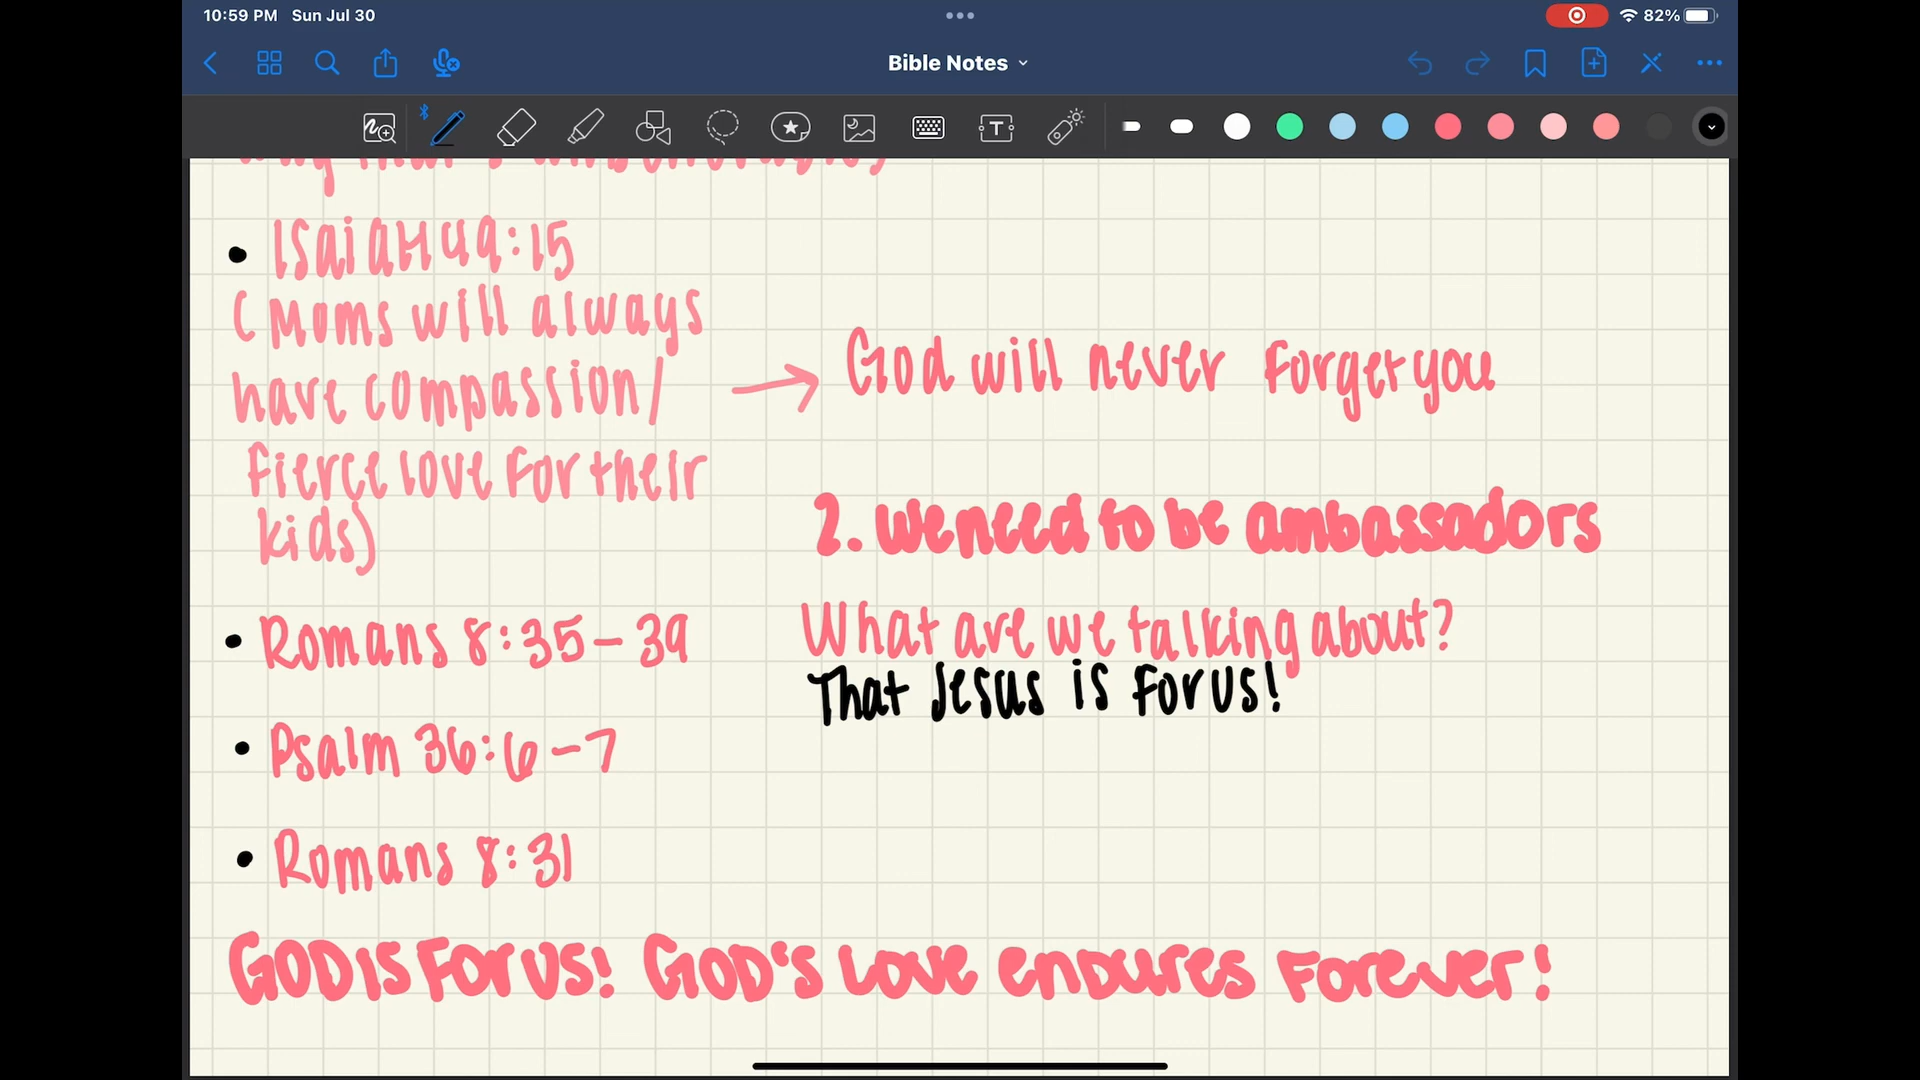 10:59 PM Sun Jul 30
82%
Bible Notes
• Isaiah 49:15
(Moms will always
have compassion/
fierce love for their
kids)
→ God will never forget you
• Romans 8:35-39
• Psalm 36:6-7
• Romans 8:31
2. We need to be ambassadors
What are we talking about?
That Jesus is for us!
GOD IS FOR US! GOD'S LOVE ENDURES FOREVER!